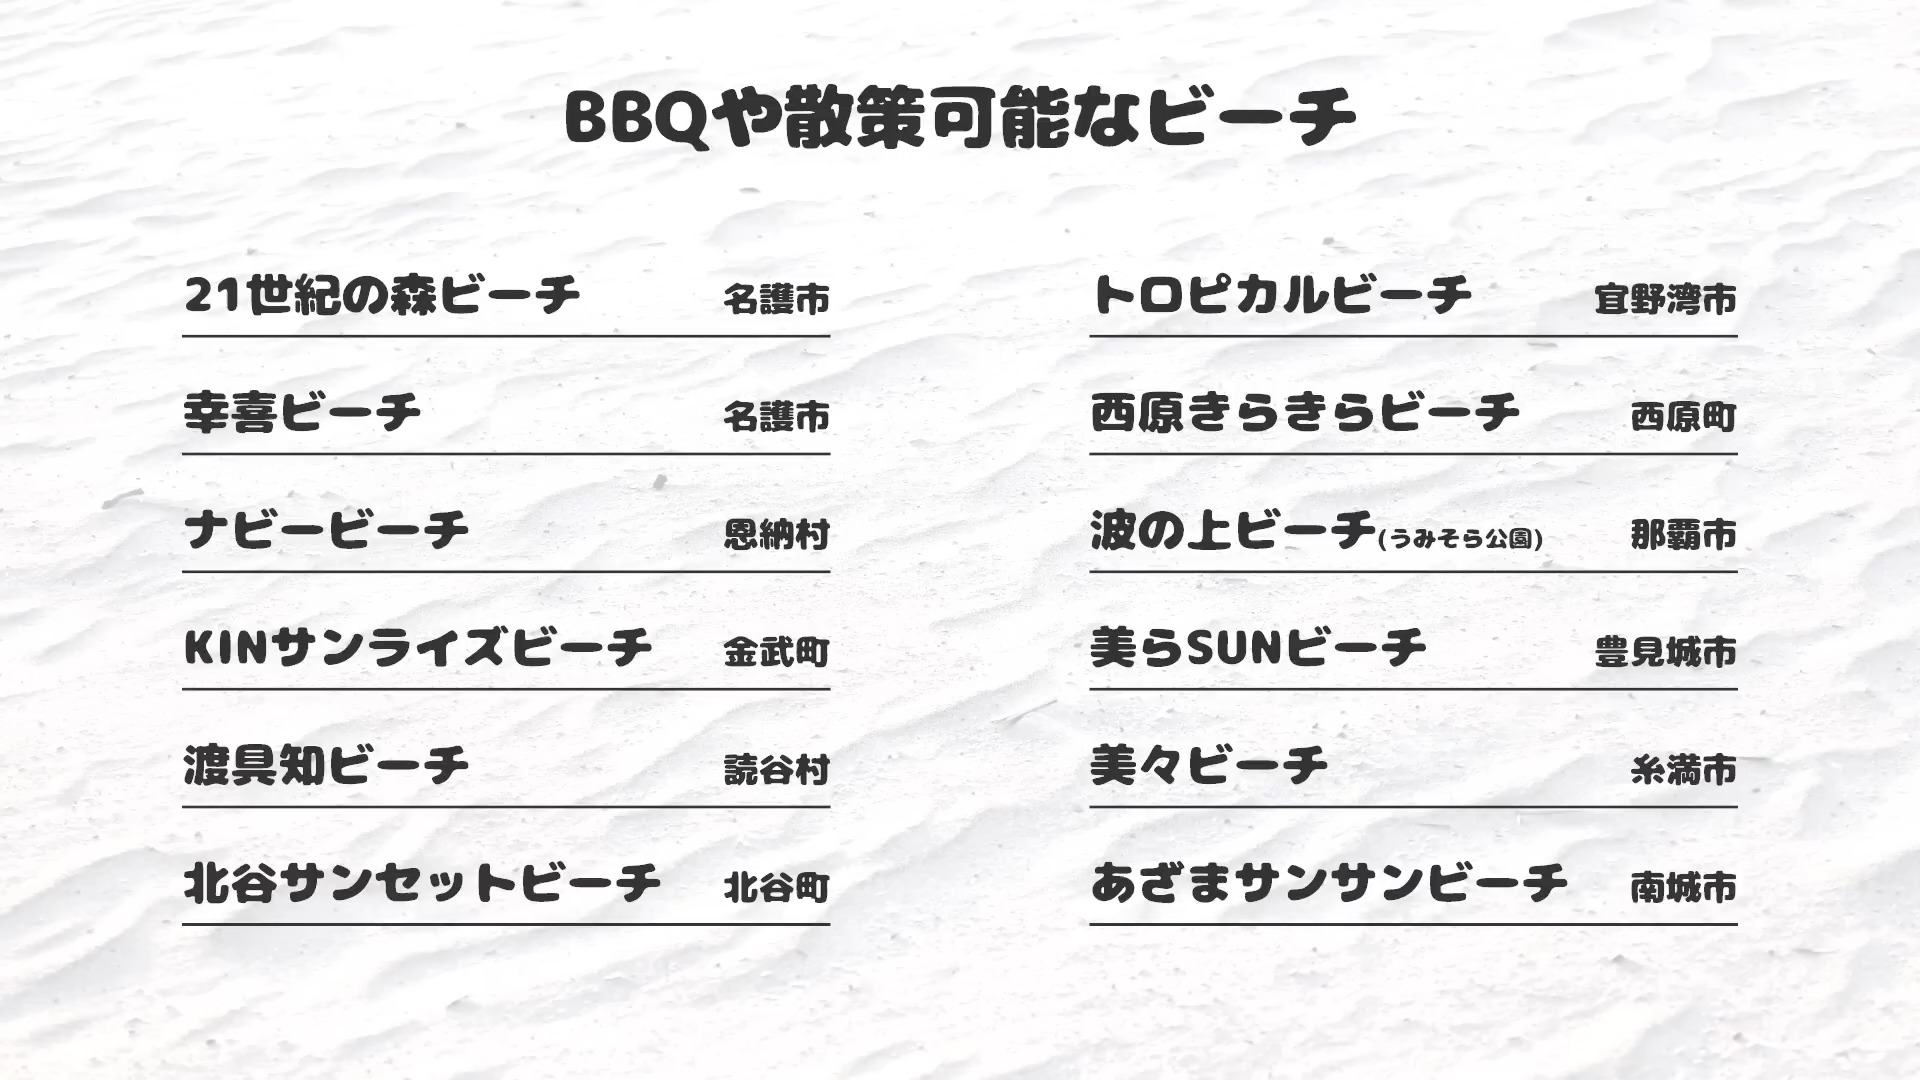 BBQや散策可能なビーチ
21世紀の森ビーチ 名護市
幸喜ビーチ 名護市
ナビービーチ 恩納村
KINサンライズビーチ 金武町
渡具知ビーチ 読谷村
北谷サンセットビーチ 北谷町
トロピカルビーチ 宜野湾市
西原きらきらビーチ 西原町
波の上ビーチ(うみそら公園) 那覇市
美らSUNビーチ 豊見城市
美々ビーチ 糸満市
あざまサンサンビーチ 南城市